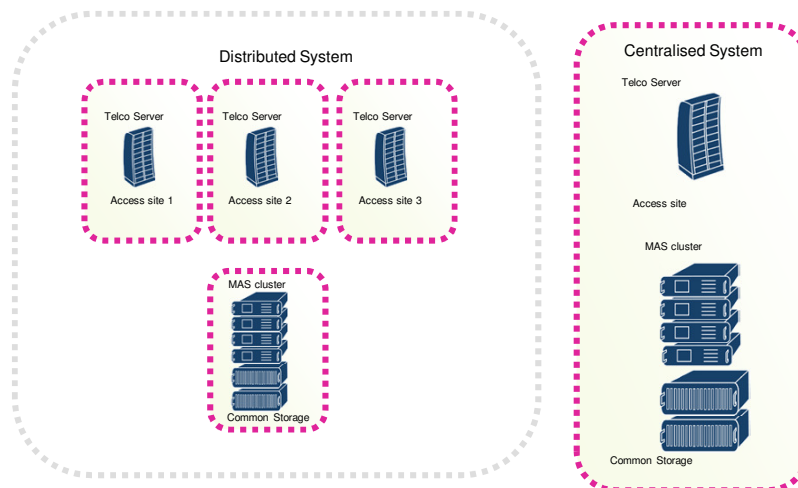 Distributed System
Telco Server
Access site 1
Telco Server
Access site 2
Telco Server
Access site 3
MAS cluster
Common Storage
Centralised System
Telco Server
Access site
MAS cluster
Common Storage